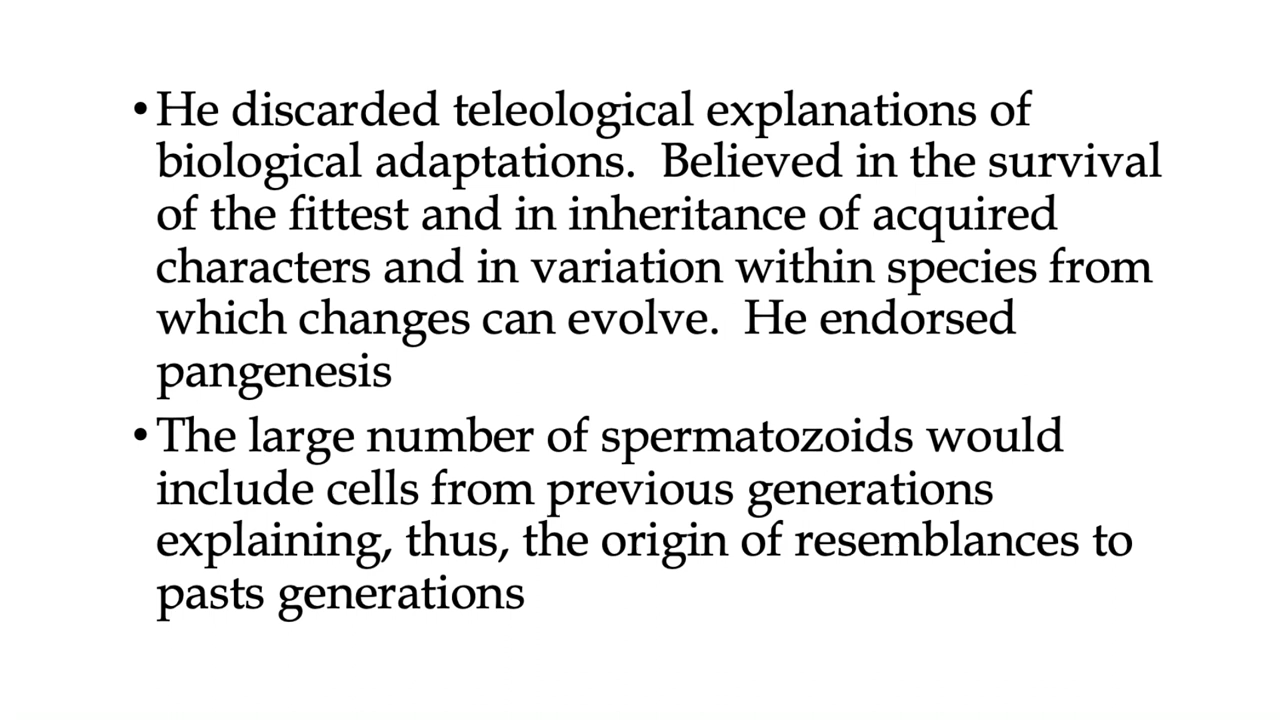 • He discarded teleological explanations of
biological adaptations.  Believed in the survival
of the fittest and in inheritance of acquired
characters and in variation within species from
which changes can evolve.  He endorsed
pangenesis
• The large number of spermatozoids would
include cells from previous generations
explaining, thus, the origin of resemblances to
pasts generations